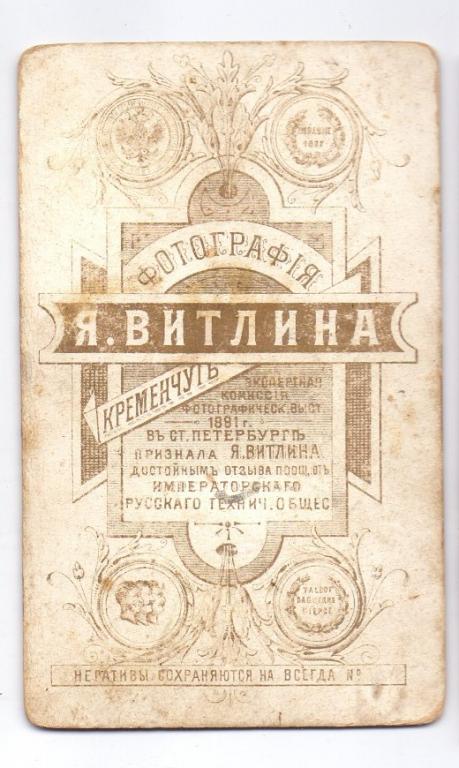 1877
ФОТОГРАФІЯ
Я.ВИТЛИНА
КРЕМЕНЧУГЪ
ЭКСПЕРТНАЯ
КОМИССІЯ
ФОТОГРАФИЧЕСК. ВЫСТ.
1891 г.
ВЪ СТ. ПЕТЕРБУРГѢ
ПРИЗНАЛА Я.ВИТЛИНА
ДОСТОЙНЫМЪ ОТЗЫВА ПООЩ. ОТЪ
ИМПЕРАТОРСКАГО
РУССКАГО ТЕХНИЧ. ОБЩЕС
НЕГАТИВЫ СОХРАНЯЮТСЯ НА ВСЕГДА №